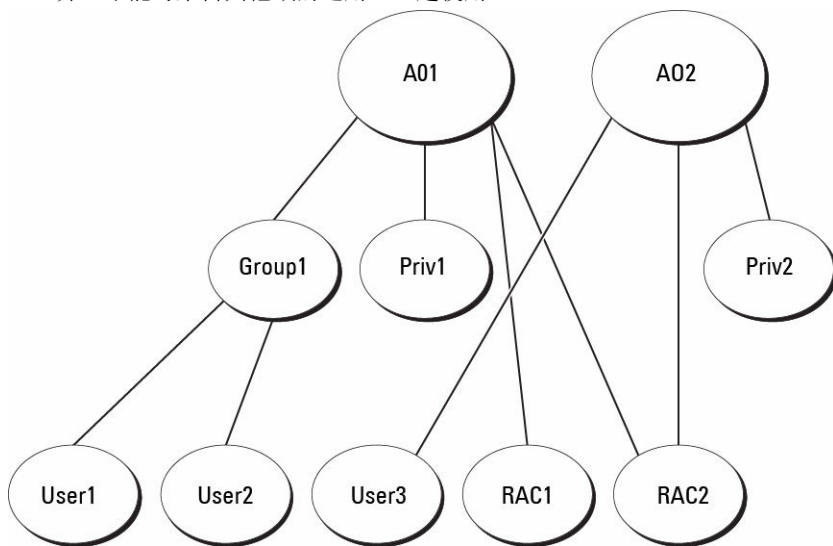 A01
AO2
Group1
Priv1
Priv2
User1
User2
User3
RAC1
RAC2